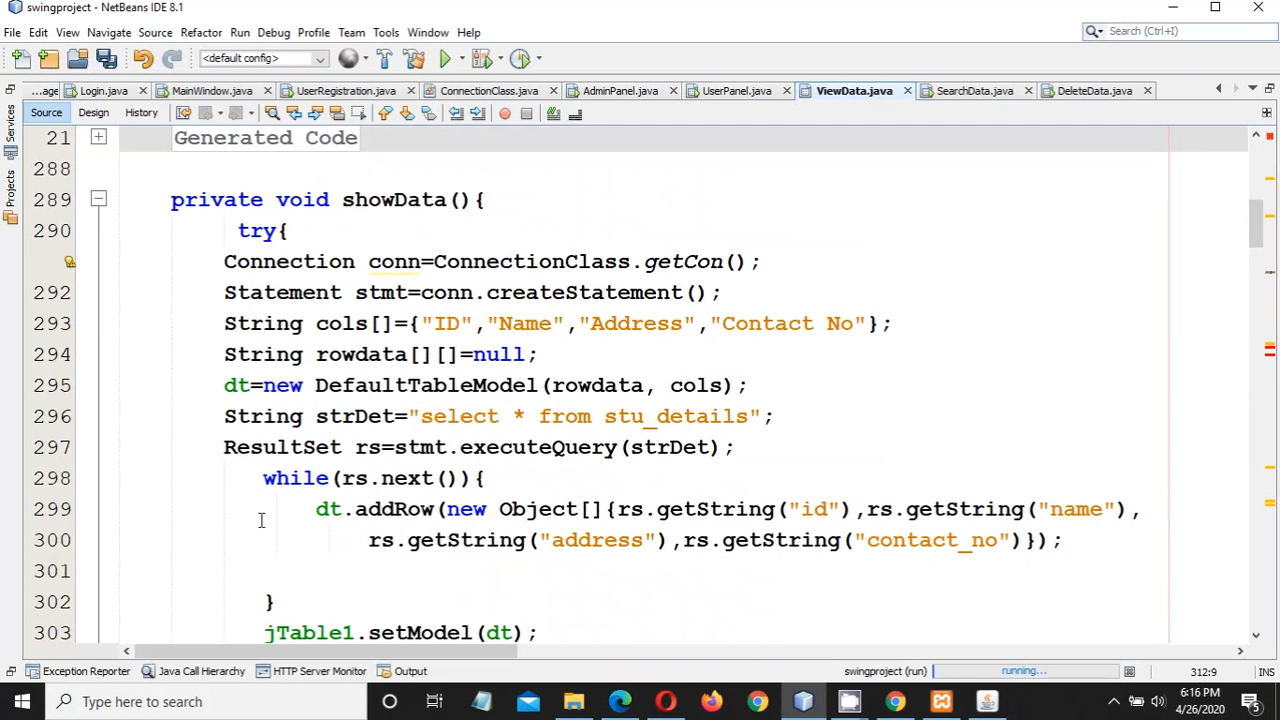 swingproject - NetBeans IDE 8.1
File Edit View Navigate Source Refactor Run Debug Profile Team Tools Window Help
Search (Ctrl+I)
<default config>
...age Login.java MainWindow.java UserRegistration.java ConnectionClass.java AdminPanel.java UserPanel.java ViewData.java SearchData.java DeleteData.java
Source Design History
Services
Projects
21 Generated Code
288
289 private void showData(){
290 try{
Connection conn=ConnectionClass.getCon();
292 Statement stmt=conn.createStatement();
293 String cols[]={"ID","Name","Address","Contact No"};
294 String rowdata[][]=null;
295 dt=new DefaultTableModel(rowdata, cols);
296 String strDet="select * from stu_details";
297 ResultSet rs=stmt.executeQuery(strDet);
298 while(rs.next()){
299 dt.addRow(new Object[]{rs.getString("id"),rs.getString("name"),
300 rs.getString("address"),rs.getString("contact_no")});
301
302 }
303 jTable1.setModel(dt);
Exception Reporter Java Call Hierarchy HTTP Server Monitor Output swingproject (run) running... 312:9 INS
Type here to search
6:16 PM
4/26/2020
5